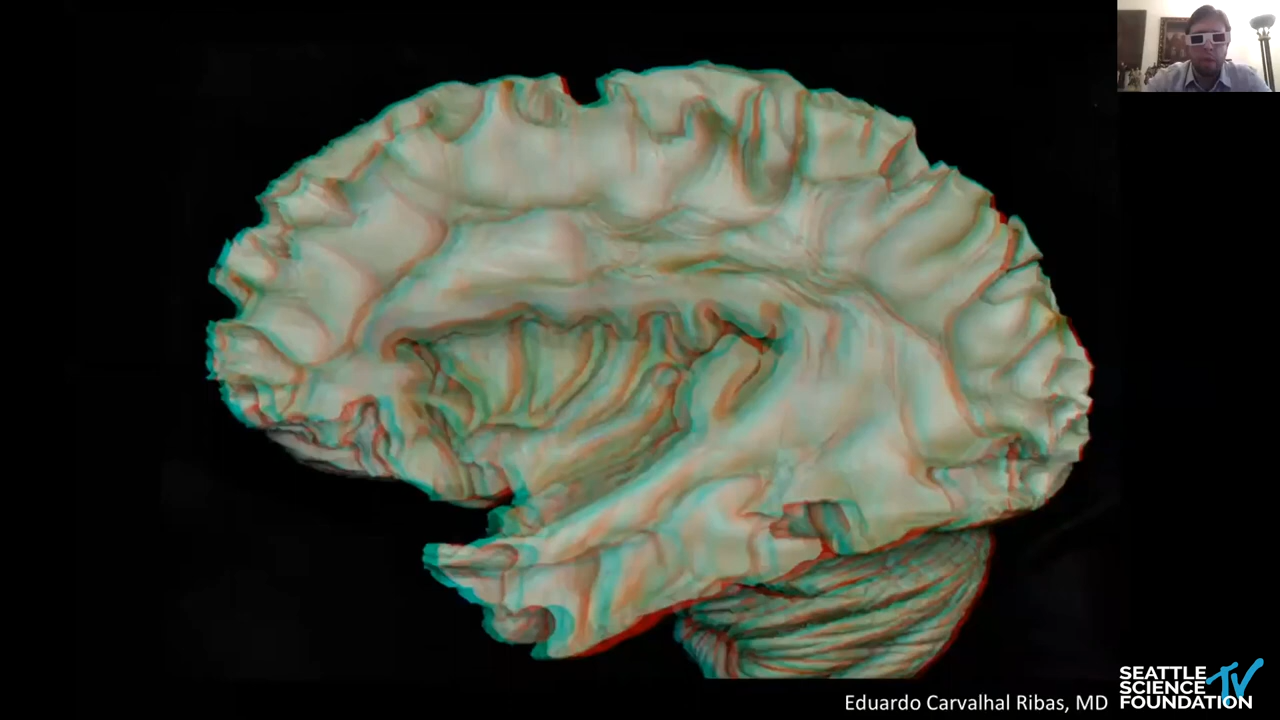 Eduardo Carvalhal Ribas, MD
SEATTLE
SCIENCE
FOUNDATION
TV